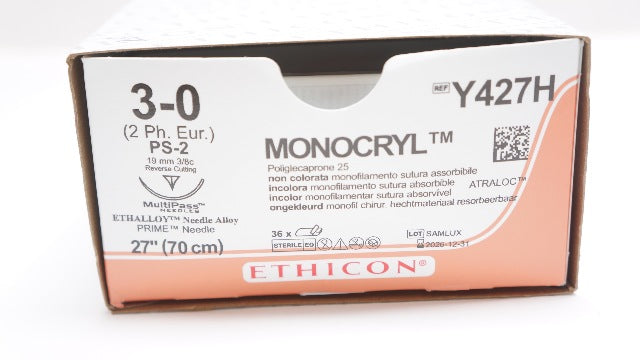 3-0
(2 Ph. Eur.)
PS-2
19 mm 3/8c
Reverse Cutting
MultiPass™
NEEDLES
ETHALLOY™ Needle Alloy
PRIME™ Needle
27" (70 cm)
REF Y427H
MONOCRYL™
Poliglecaprone 25
non colorata monofilamento sutura assorbibile
incolora monofilamento sutura absorbible ATRALOC™
incolor monofilamentar sutura absorvível
ongekleurd monofil chirur. hechtmateriaal resorbeerbaar
36 x
STERILE EO
LOT SAMLUX
2026-12-31
ETHICON®